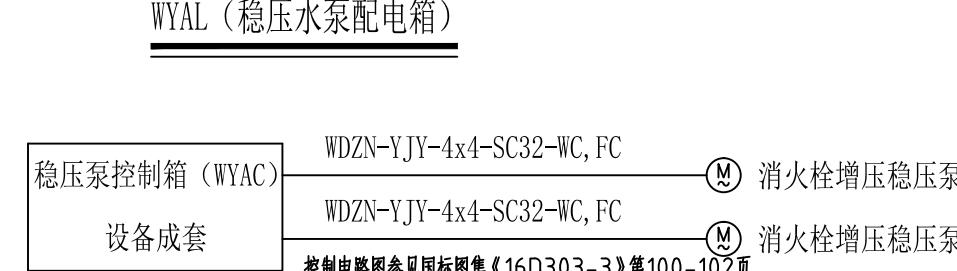 WYAL（稳压水泵配电箱）
WDZN-YJY-4x4-SC32-WC,FC
稳压泵控制箱（WYAC）
M
~
消火栓增压稳压泵
WDZN-YJY-4x4-SC32-WC,FC
设备成套
M
~
消火栓增压稳压泵
控制电路图参见国标图集《16D303-3》第100-102页